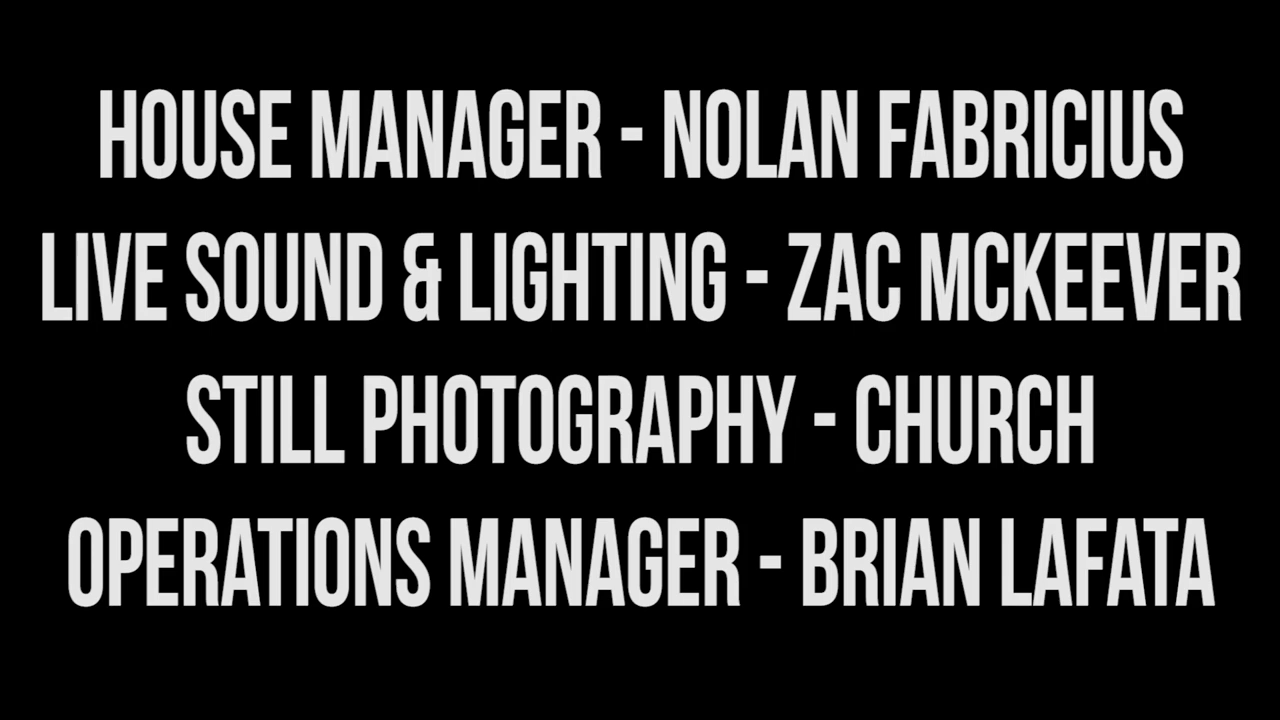 HOUSE MANAGER - NOLAN FABRICIUS
LIVE SOUND & LIGHTING - ZAC MCKEEVER
STILL PHOTOGRAPHY - CHURCH
OPERATIONS MANAGER - BRIAN LAFATA